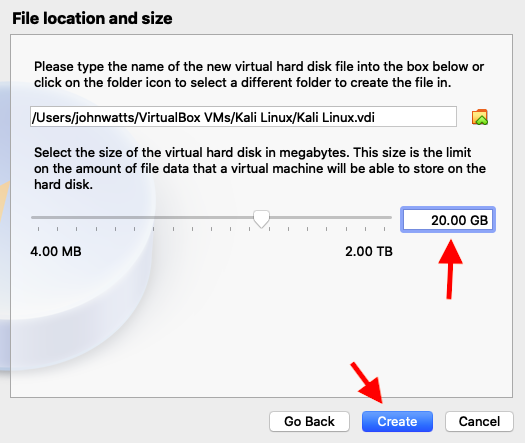 File location and size
Please type the name of the new virtual hard disk file into the box below or
click on the folder icon to select a different folder to create the file in.
/Users/johnwatts/VirtualBox VMs/Kali Linux/Kali Linux.vdi
Select the size of the virtual hard disk in megabytes. This size is the limit
on the amount of file data that a virtual machine will be able to store on the
hard disk.
20.00 GB
4.00 MB 2.00 TB
Go Back Create Cancel